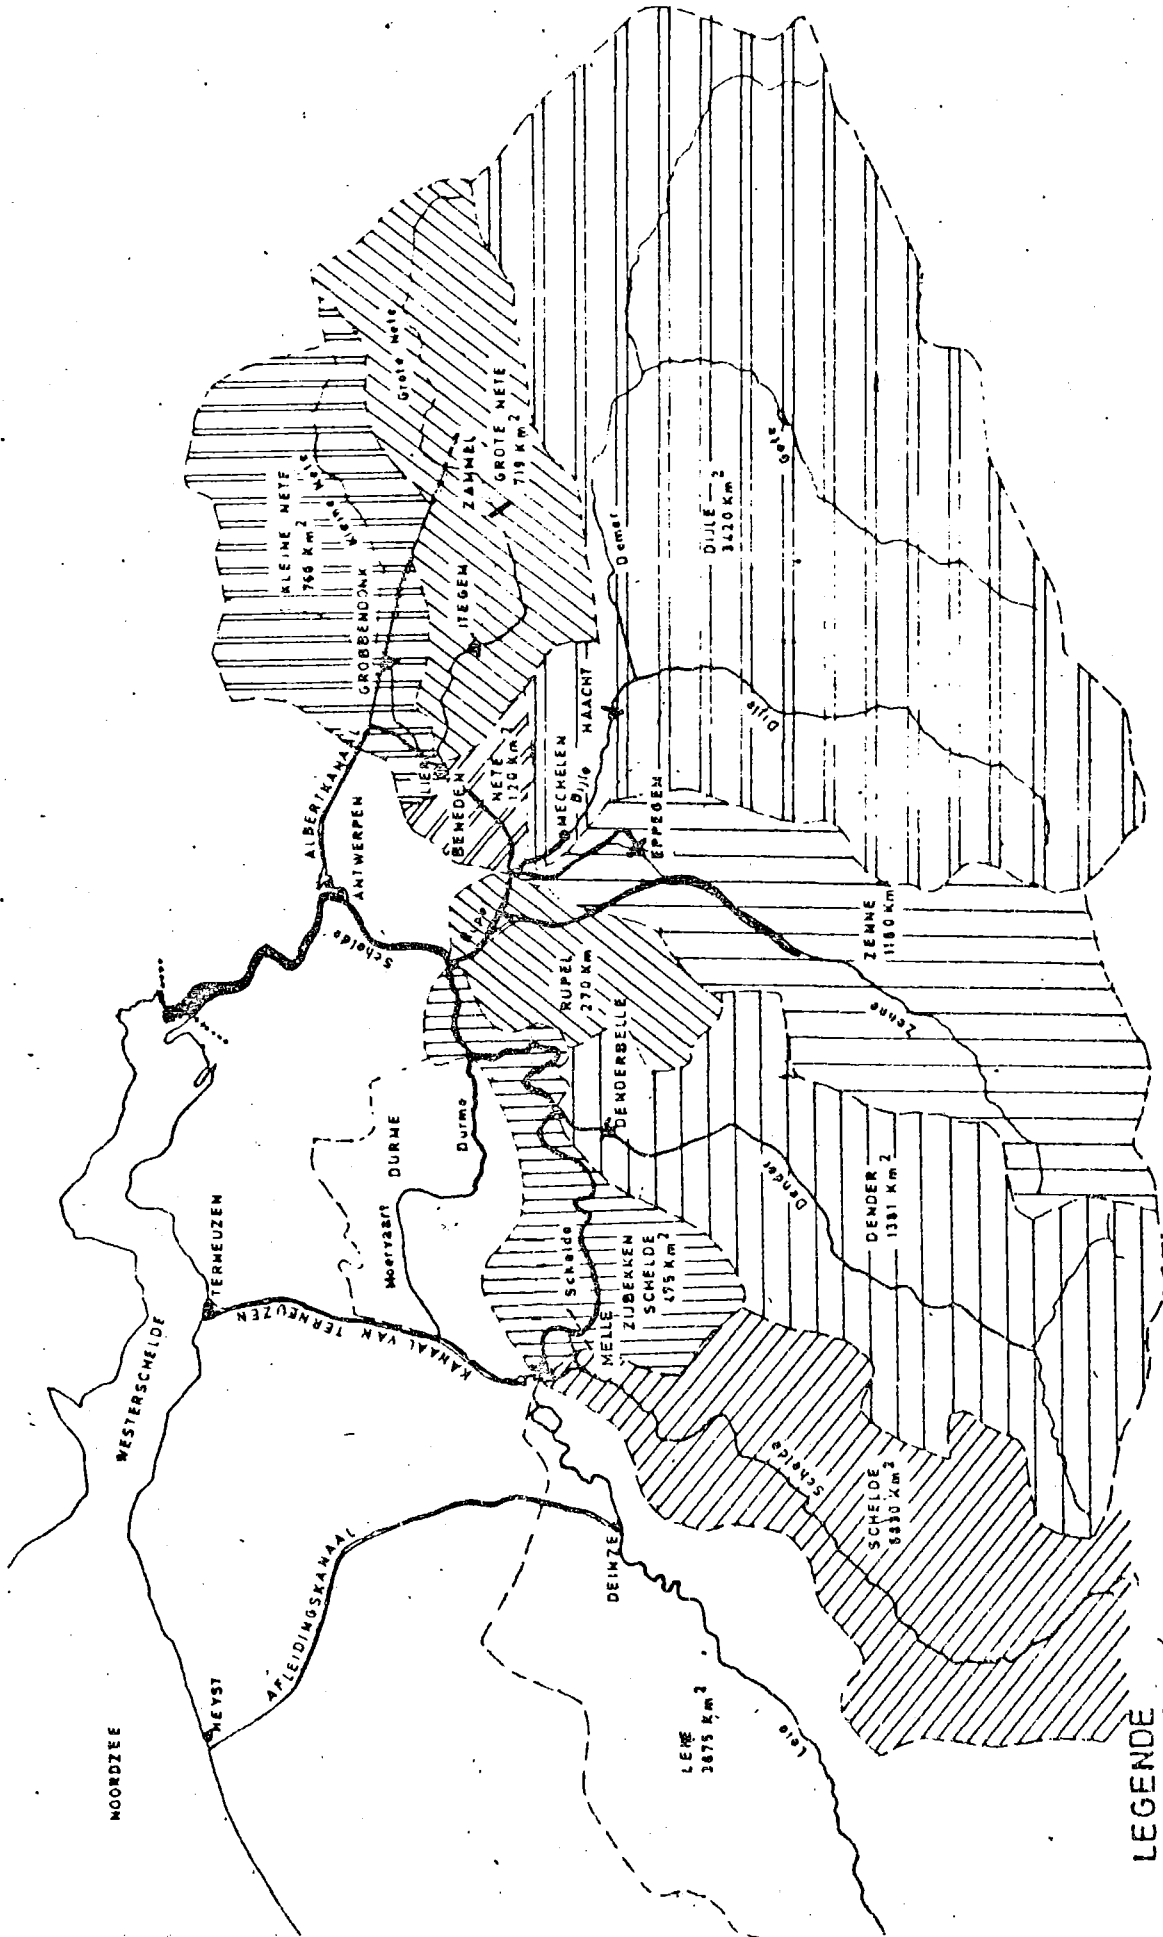 NOORDZEE
HEYST
AFLEIDINGSKANAAL
WESTERSCHELDE
TERNEUZEN
KANAAL VAN TERNEUZEN
Moervaart
DURME
Durme
Schelde
ANTWERPEN
ALBERTKANAAL
GROBBENDONK
KLEINE NETE
766 Km²
Kleine Nete
Grote Nete
ZAMMEL
GROTE NETE
719 Km²
ITEGEM
LIER
BENEDEN
NETE
120 Km²
MECHELEN
Dijle
HAACHT
Demer
DIJLE
3420 Km²
Gete
Dijle
EPPEGEM
RUPEL
270 Km
ZENNE
1160 Km²
Zenne
DENDERBELLE
Dender
DENDER
1381 Km²
Schelde
MELLE
ZIJBEKKEN
SCHELDE
475 Km²
Schelde
SCHELDE
DEINZE
LEIE
Leie
LEGENDE